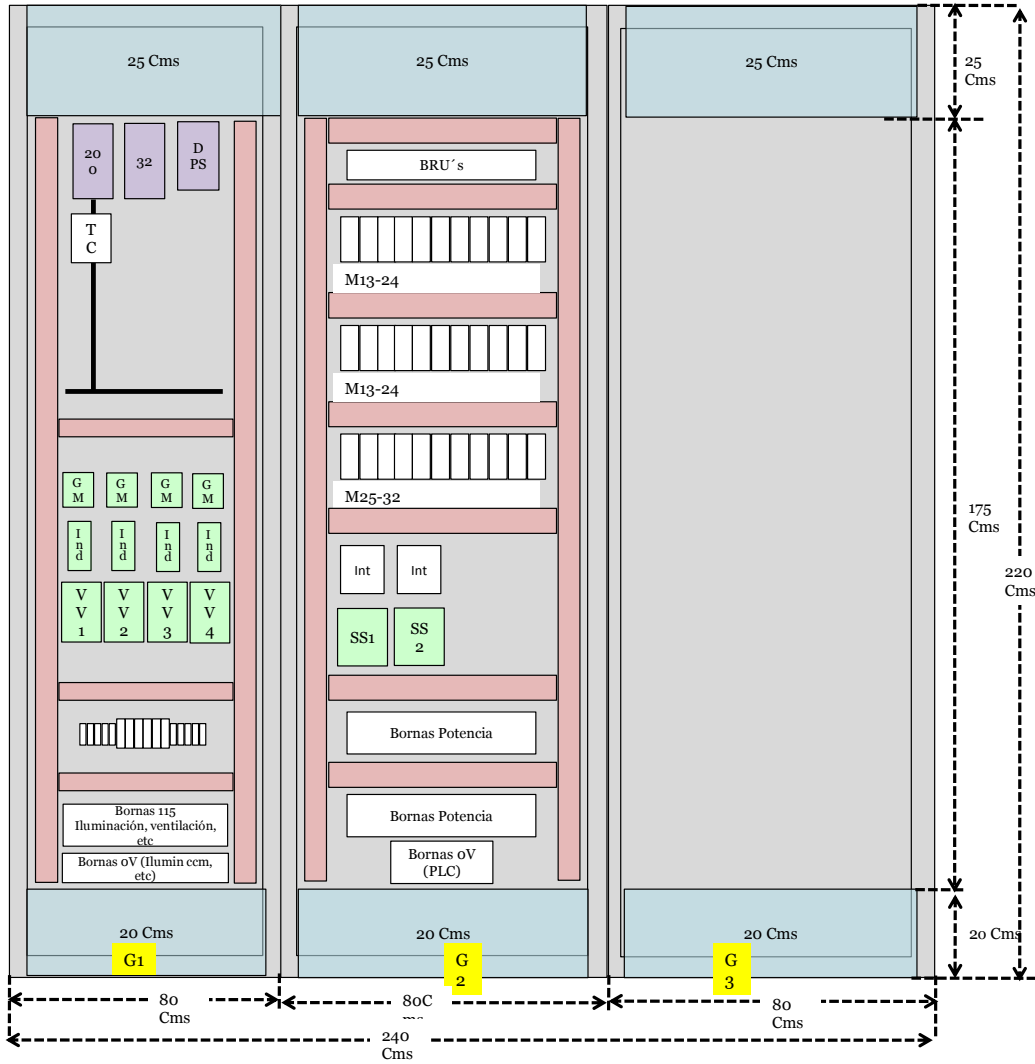 25 Cms
25 Cms
25 Cms
25
Cms
20
0
32
D
PS
T
C
BRU´s
M13-24
M13-24
M25-32
G
M
G
M
G
M
G
M
I
n
d
I
n
d
I
n
d
I
n
d
V
V
1
V
V
2
V
V
3
V
V
4
Int
Int
SS1
SS
2
175
Cms
220
Cms
Bornas Potencia
Bornas Potencia
Bornas 115
Iluminación, ventilación,
etc
Bornas 0V (Ilumin ccm,
etc)
Bornas 0V
(PLC)
20 Cms
20 Cms
20 Cms
20 Cms
G1
G
2
G
3
80
Cms
80C
ms
80
Cms
240
Cms